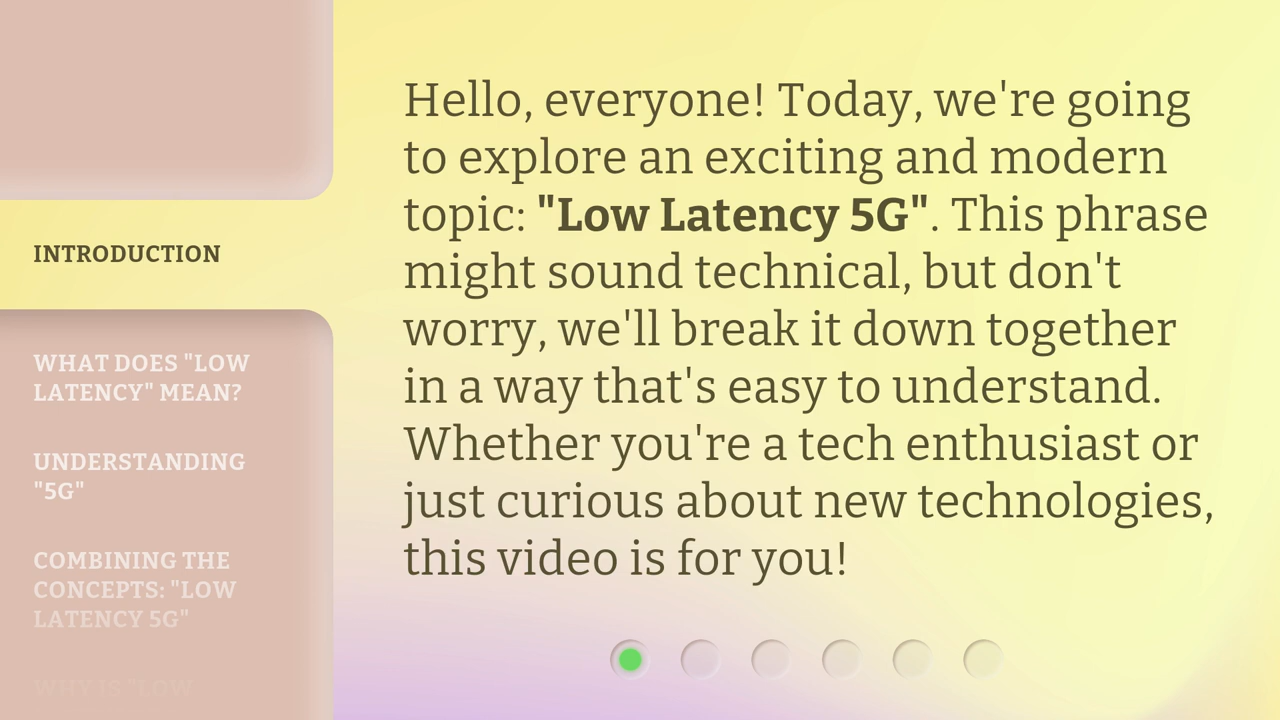 INTRODUCTION
WHAT DOES "LOW
LATENCY" MEAN?
UNDERSTANDING
"5G"
COMBINING THE
CONCEPTS: "LOW
LATENCY 5G"
WHY IS "LOW
Hello, everyone! Today, we're going
to explore an exciting and modern
topic: "Low Latency 5G". This phrase
might sound technical, but don't
worry, we'll break it down together
in a way that's easy to understand.
Whether you're a tech enthusiast or
just curious about new technologies,
this video is for you!